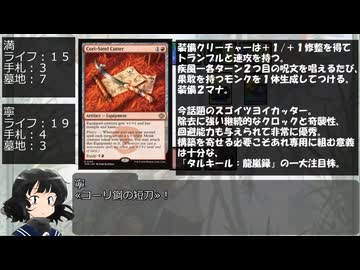 満
ライフ：１５
手札：３
墓地：７
寧
ライフ：１９
手札：４
墓地：３
Cori-Steel Cutter
Artifact — Equipment
装備クリーチャーは＋１/＋１修整を得て
トランプルと速攻を持つ。
疾風－各ターン２つ目の呪文を唱えるたび、
果敢を持つモンクを１体生成してつける。
装備２マナ。
今話題のスゴイツヨイカッター。
除去に強い継続的なクロックと奇襲性、
回避能力も与えられて非常に優秀。
構築を寄せる必要こそあれ専用に組む意義
は十分な、
「タルキール：龍嵐録」の一大注目株。
寧
≪コーリ鋼の短刀≫！